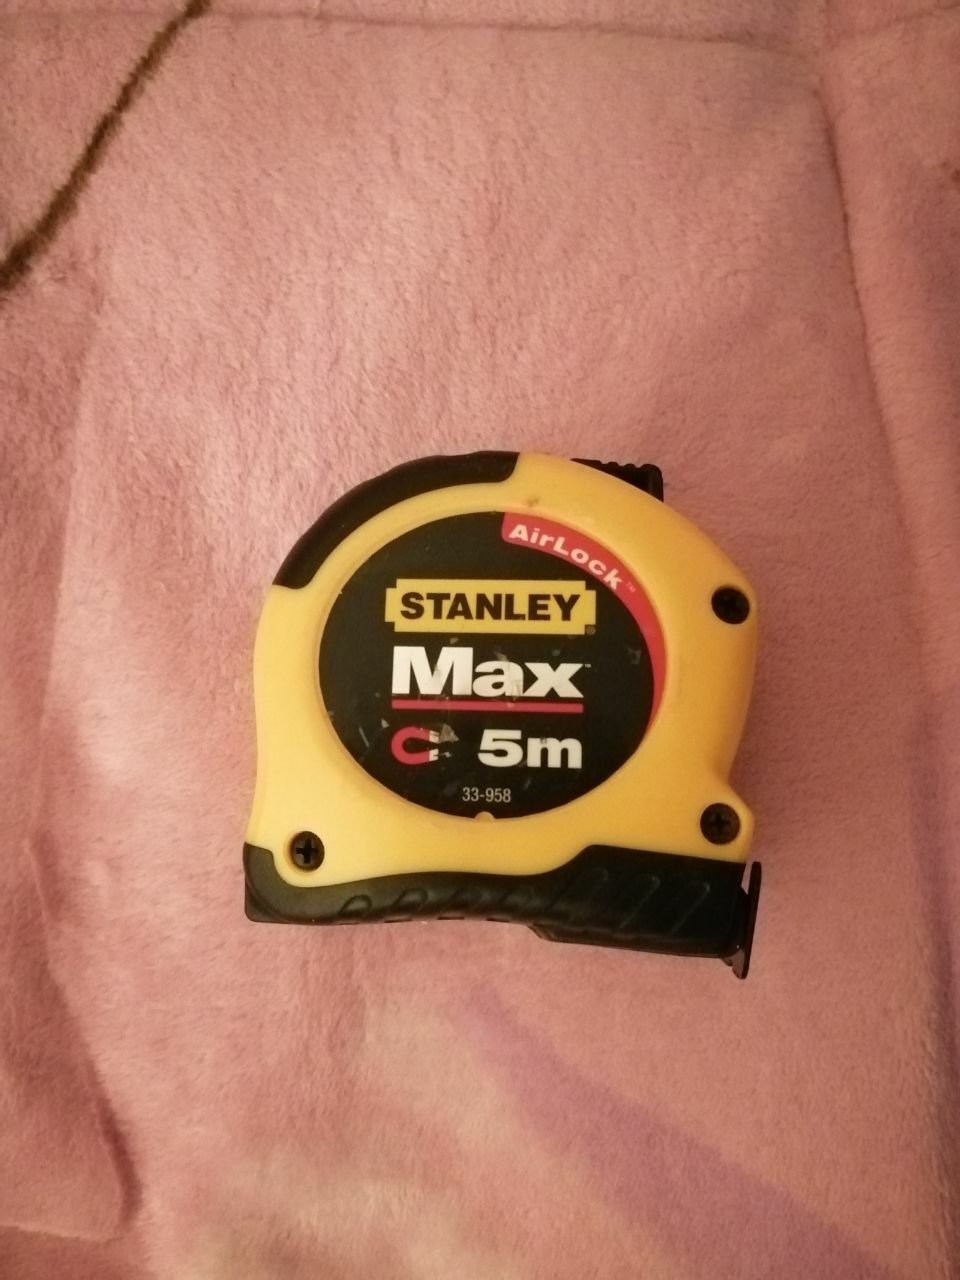 AirLock™
STANLEY®
Max™
5m
33-958